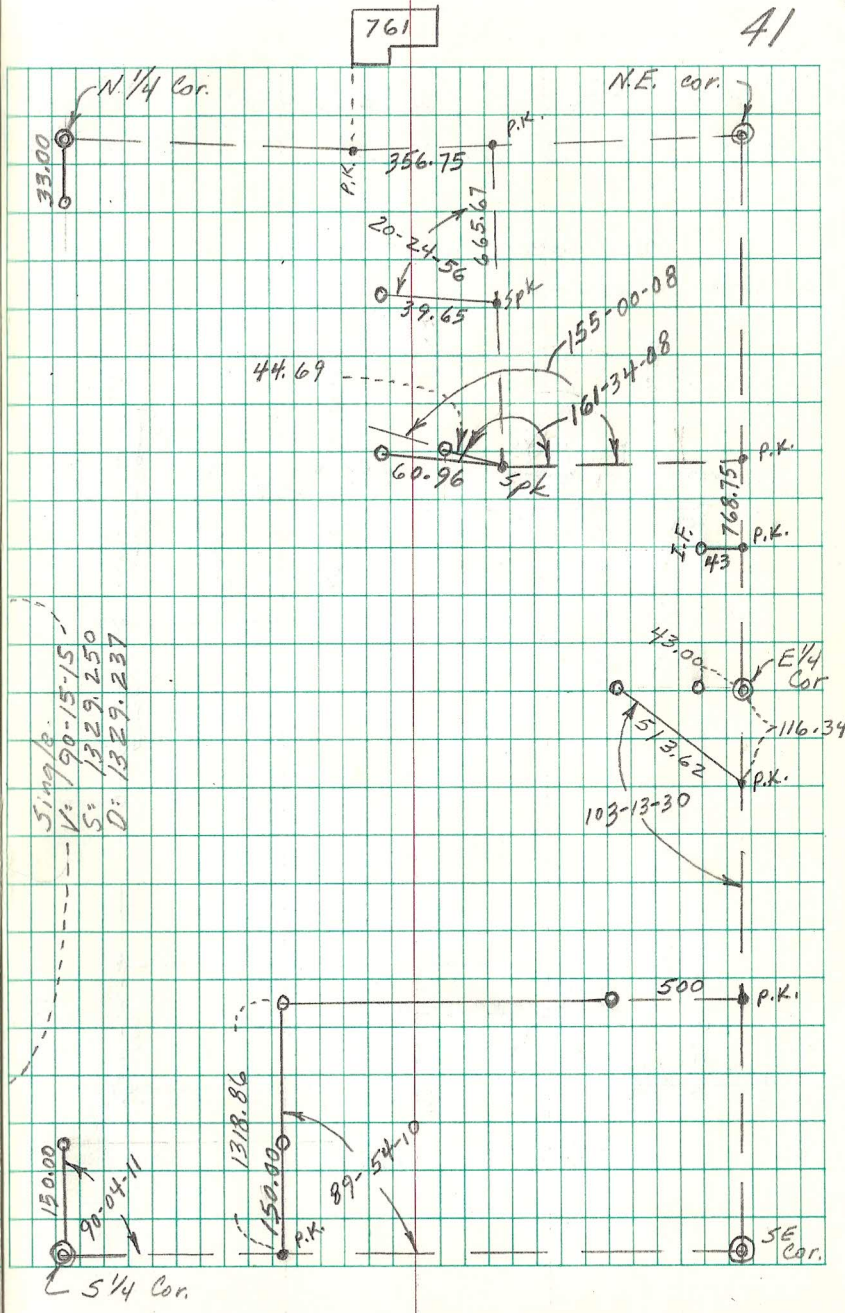 41
761
N. 1/4 Cor.
N.E. cor.
33.00
P.K.
356.75
P.K.
665.67
20-24-56
39.65
Spk
155-00-08
161-34-08
44.69
60.96
Spk
P.K.
768.75
I.F.
43
P.K.
43.00
E 1/4
Cor
116.34
513.62
P.K.
103-13-30
Single
V= 90-15-15
S= 1329.250
D= 1329.237
500
P.K.
1318.86
150.00
89-54-10
P.K.
150.00
90-04-11
S 1/4 Cor.
SE
Cor.